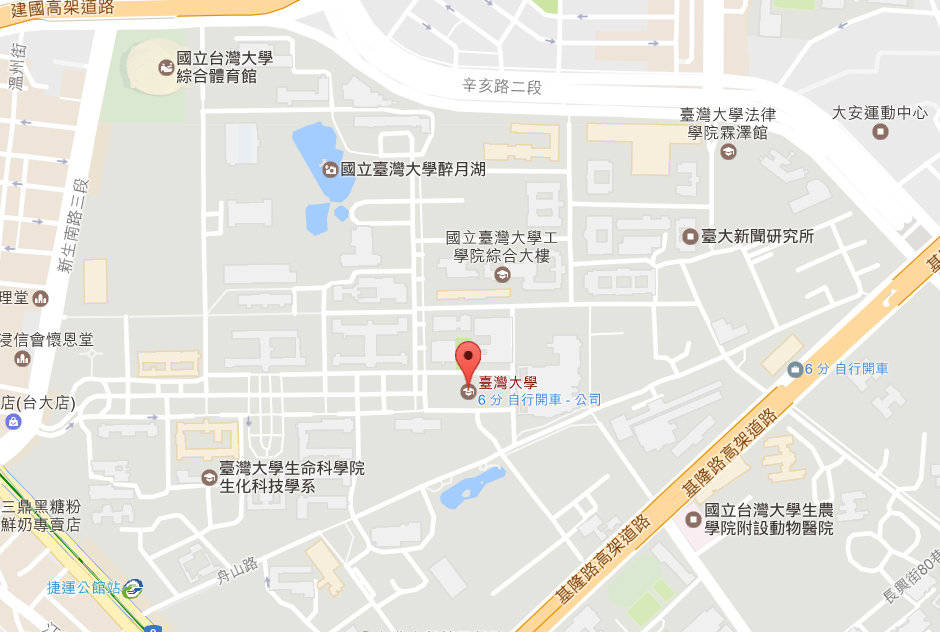 建國高架道路
溫州街
國立台灣大學
綜合體育館
辛亥路二段
臺灣大學法律
學院霖澤館
大安運動中心
國立臺灣大學醉月湖
新生南路三段
國立臺灣大學工
學院綜合大樓
臺大新聞研究所
基
理堂
浸信會懷恩堂
臺灣大學
6 分 自行開車 - 公司
6 分 自行開車
店(台大店)
基隆路高架道路
臺灣大學生命科學院
生化科技學系
三鼎黑糖粉
鮮奶專賣店
國立台灣大學生農
學院附設動物醫院
基隆路高架道路
舟山路
捷運公館站
長興街80巷